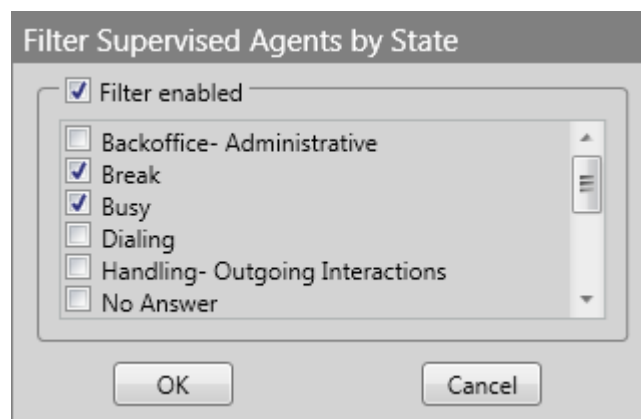 Filter Supervised Agents by State
Filter enabled
Backoffice- Administrative
Break
Busy
Dialing
Handling- Outgoing Interactions
No Answer
OK
Cancel